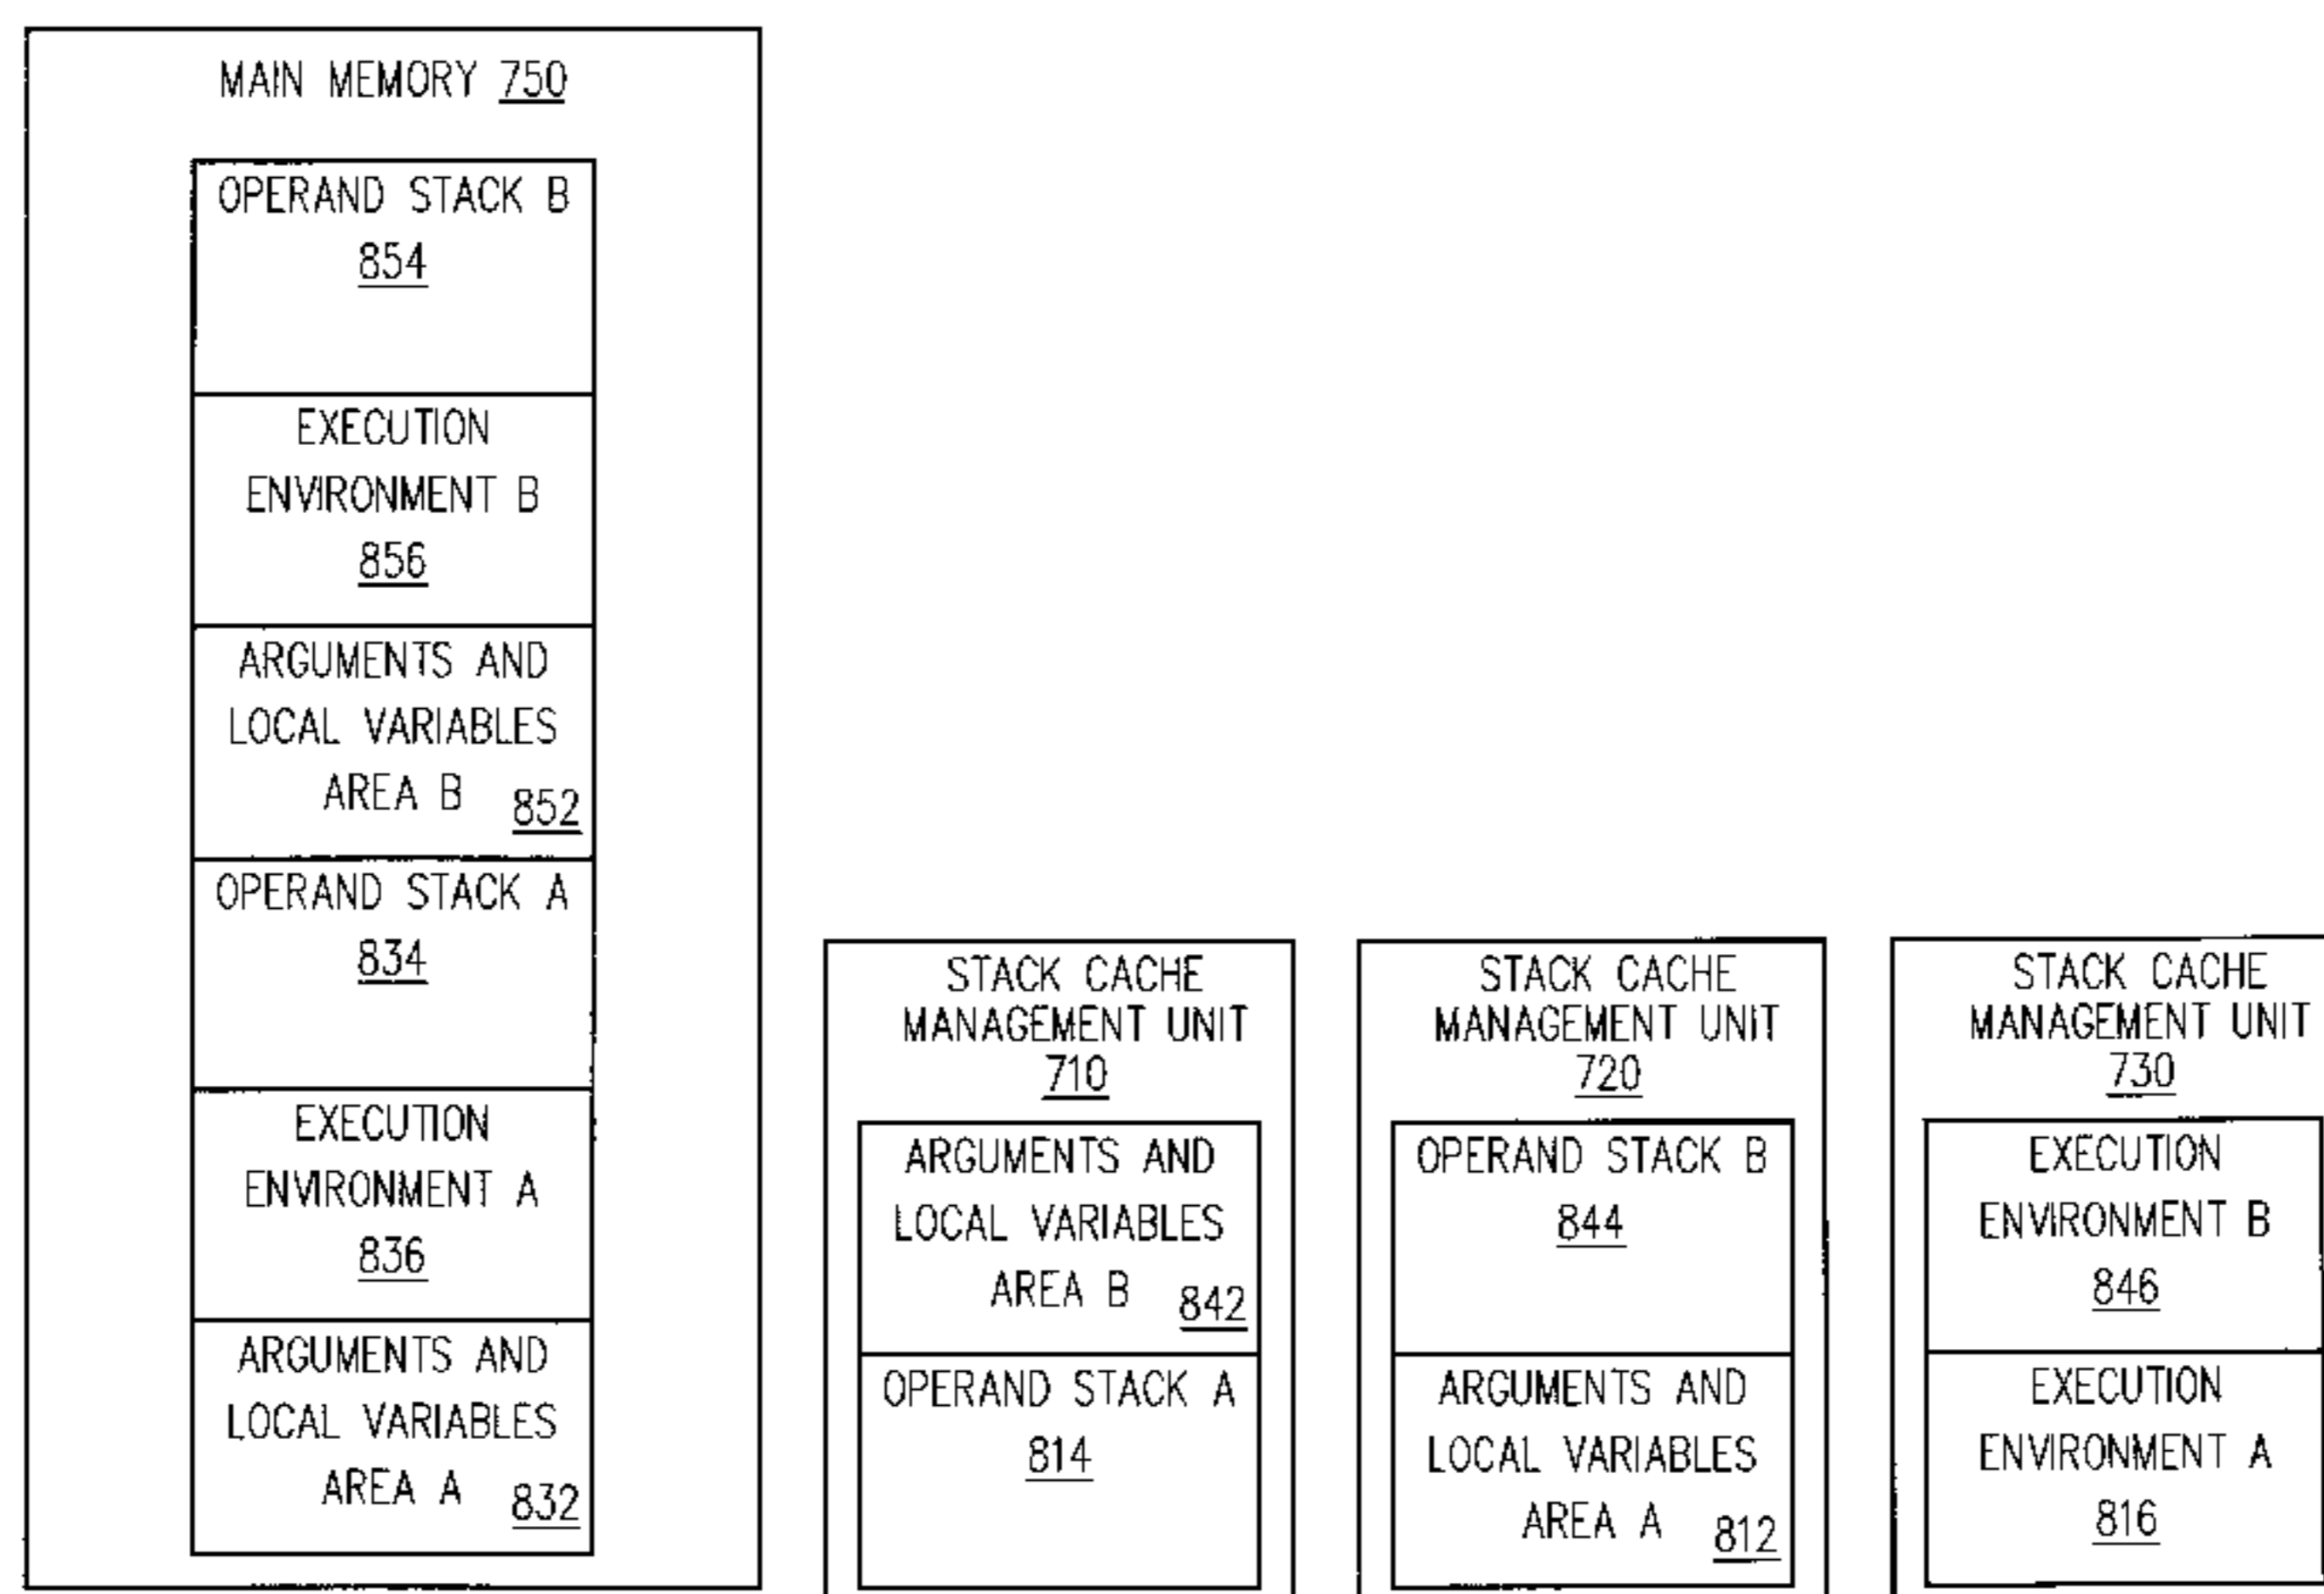 MAIN MEMORY 750
OPERAND STACK B
854
EXECUTION
ENVIRONMENT B
856
ARGUMENTS AND
LOCAL VARIABLES
AREA B 852
OPERAND STACK A
834
EXECUTION
ENVIRONMENT A
836
ARGUMENTS AND
LOCAL VARIABLES
AREA A 832
STACK CACHE
MANAGEMENT UNIT
710
ARGUMENTS AND
LOCAL VARIABLES
AREA B 842
OPERAND STACK A
814
STACK CACHE
MANAGEMENT UNIT
720
OPERAND STACK B
844
ARGUMENTS AND
LOCAL VARIABLES
AREA A 812
STACK CACHE
MANAGEMENT UNIT
730
EXECUTION
ENVIRONMENT B
846
EXECUTION
ENVIRONMENT A
816